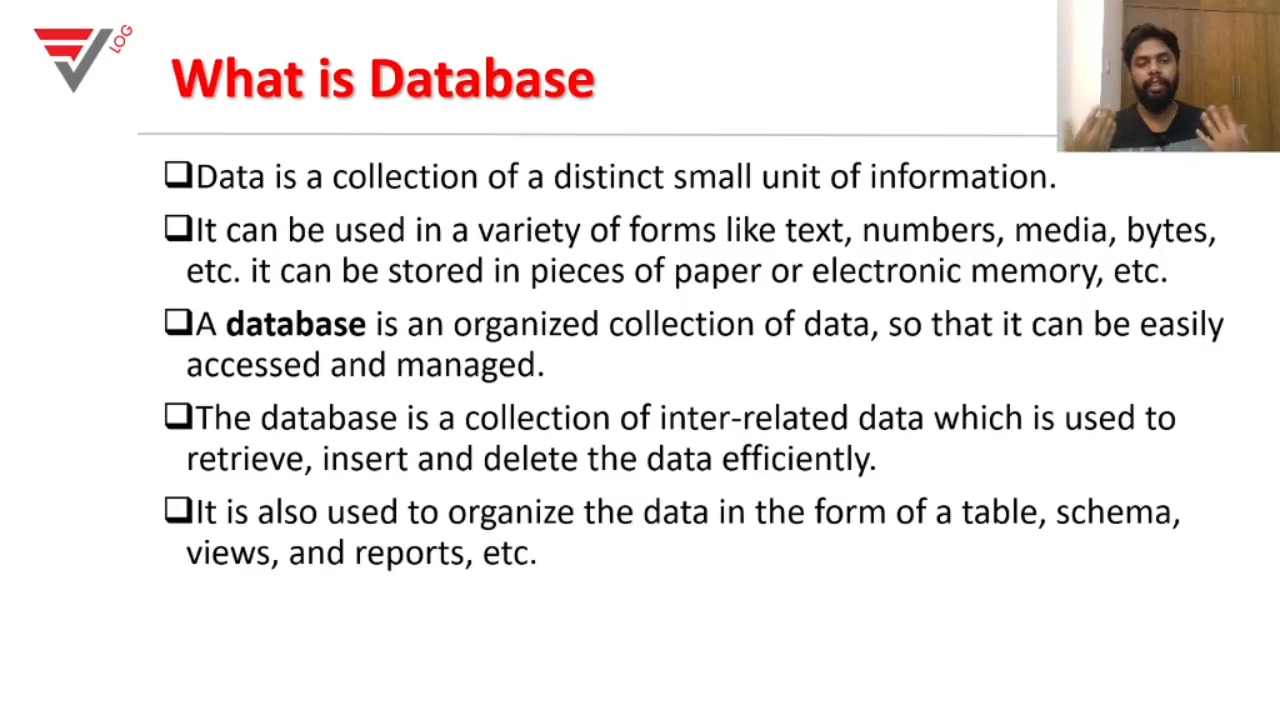 LOG
What is Database
❑Data is a collection of a distinct small unit of information.
❑It can be used in a variety of forms like text, numbers, media, bytes,
etc. it can be stored in pieces of paper or electronic memory, etc.
❑A database is an organized collection of data, so that it can be easily
accessed and managed.
❑The database is a collection of inter-related data which is used to
retrieve, insert and delete the data efficiently.
❑It is also used to organize the data in the form of a table, schema,
views, and reports, etc.